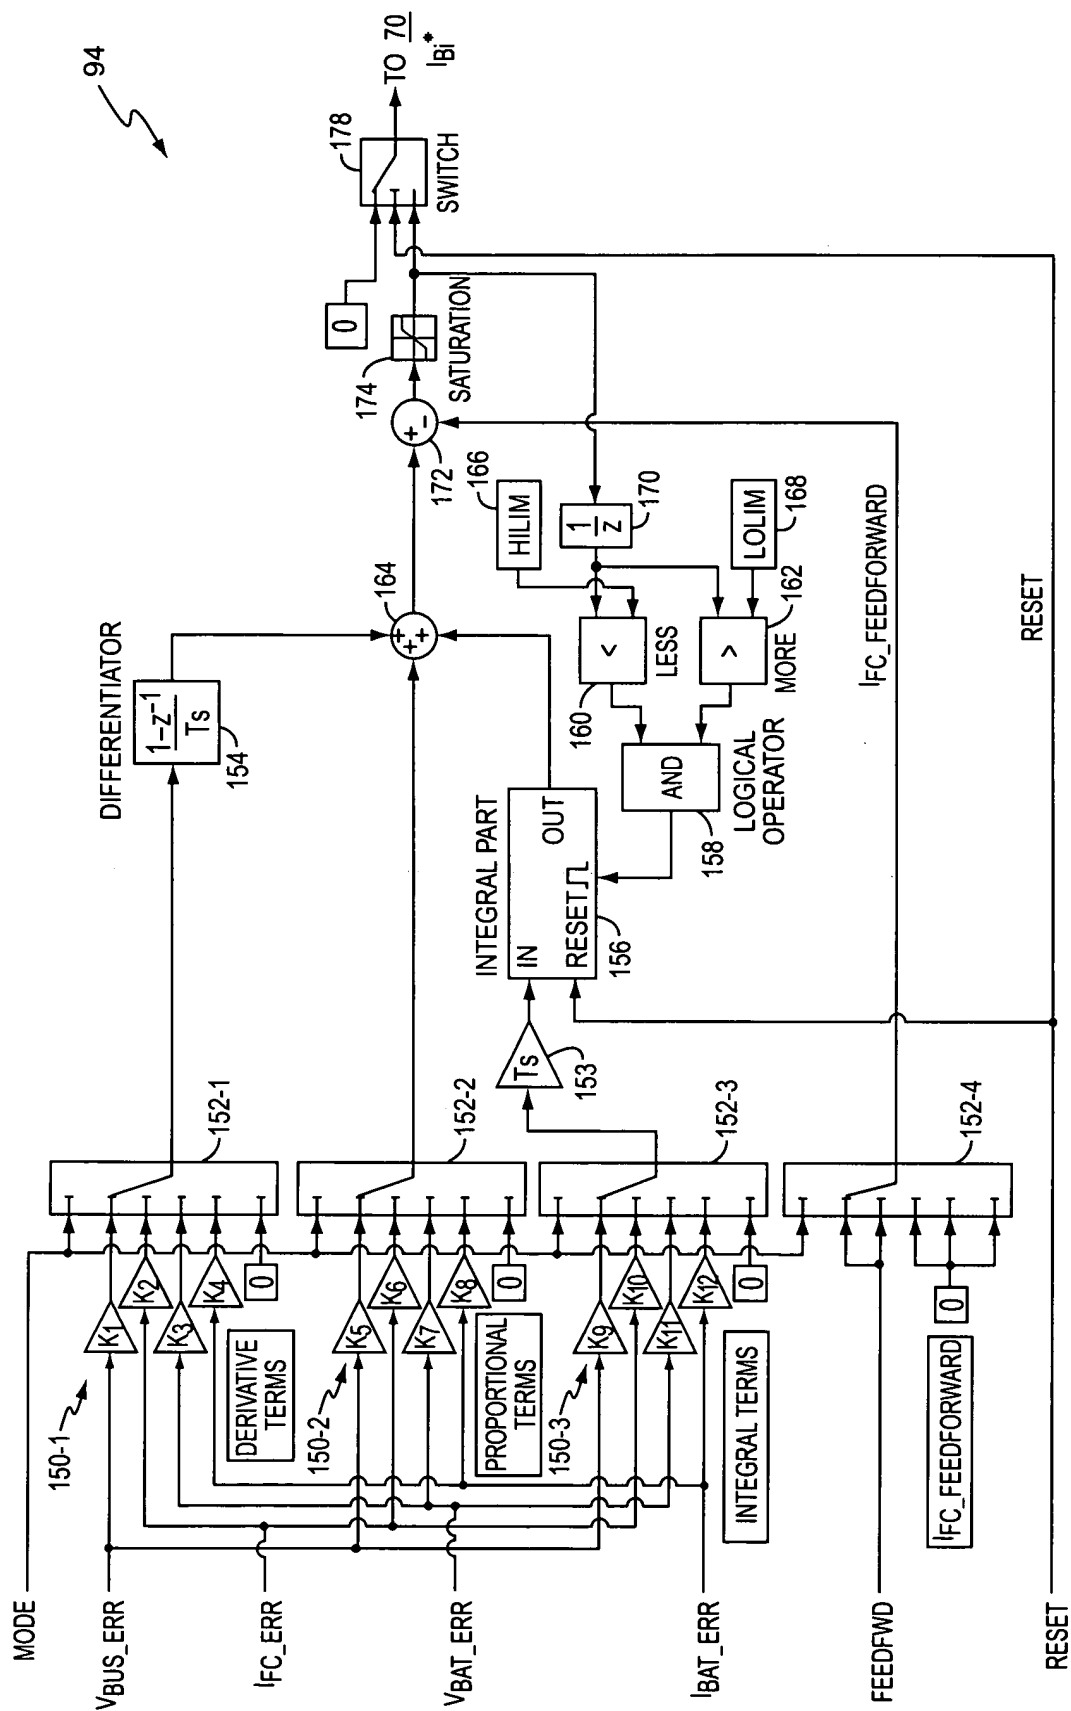 94
MODE
V_BUS_ERR
I_FC_ERR
V_BAT_ERR
I_BAT_ERR
FEEDFWD
RESET
150-1
K1
K2
K3
K4
0
DERIVATIVE
TERMS
150-2
K5
K6
K7
K8
0
PROPORTIONAL
TERMS
150-3
K9
K10
K11
K12
0
INTEGRAL TERMS
0
I_FC_FEEDFORWARD
152-1
152-2
152-3
152-4
DIFFERENTIATOR
1-z⁻¹
Ts
154
Ts
153
INTEGRAL PART
IN
OUT
RESET
156
AND
158
LOGICAL
OPERATOR
<
160
LESS
>
162
MORE
HILIM
166
LOLIM
168
1
z
170
+
+
+
164
+
-
172
174
SATURATION
0
178
SWITCH
TO 70
I_Bi*
I_FC_FEEDFORWARD
RESET